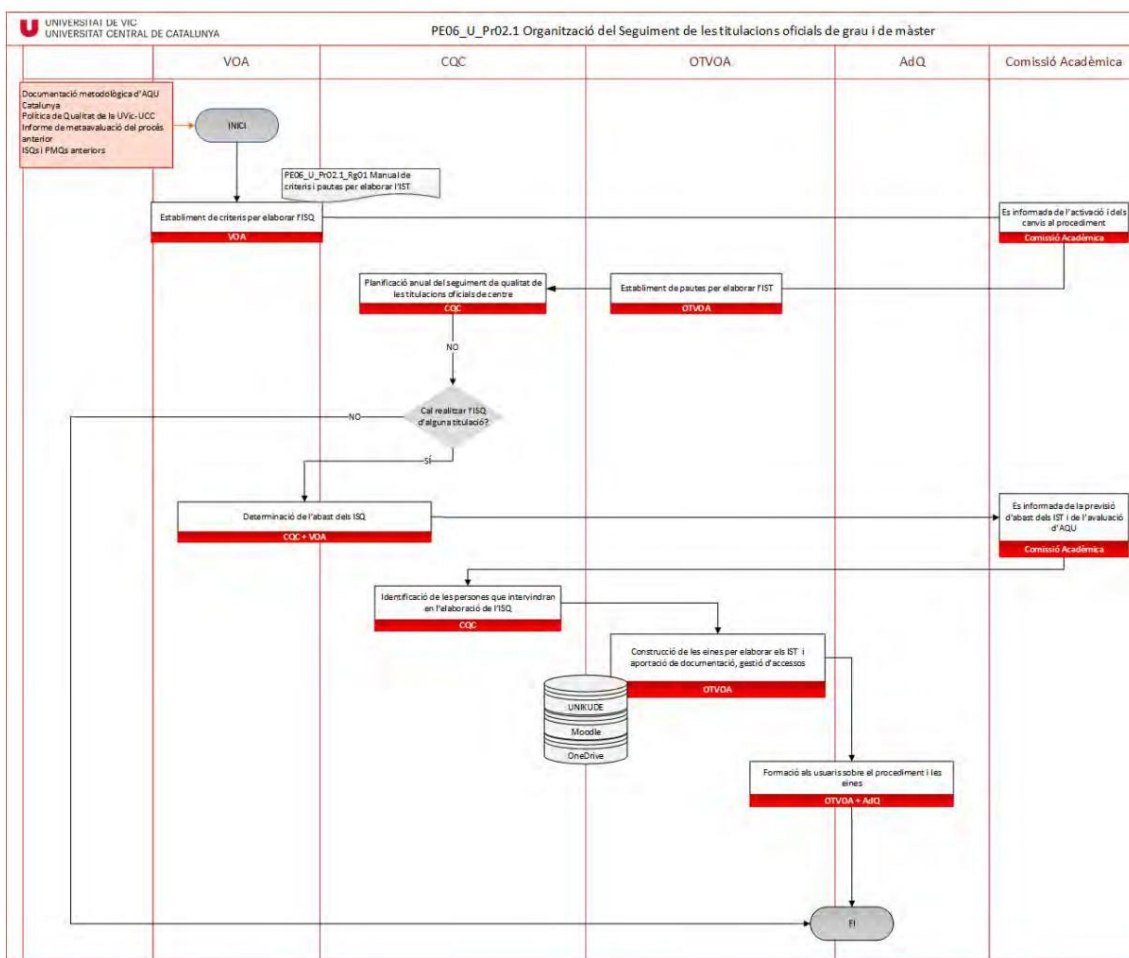 UNIVERSITAT DE VIC
UNIVERSITAT CENTRAL DE CATALUNYA
PE06_U_Pr02.1 Organització del Seguiment de les titulacions oficials de grau i de màster
VOA
CQC
OTVOA
AdQ
Comissió Acadèmica
Documentació metodològica d'AQU
Catalunya
Política de Qualitat de la UVic-UCC
Informe de metaavaluació del procés
anterior
ISQs i PMQs anteriors
INICI
PE06_U_Pr02.1_Rg01 Manual de
criteris i pautes per elaborar l'IST
Establiment de criteris per elaborar l'ISQ
VOA
Es informada de l'activació i dels
canvis al procediment
Comissió Acadèmica
Planificació anual del seguiment de qualitat de
les titulacions oficials de centre
CQC
Establiment de pautes per elaborar l'IST
OTVOA
NO
Cal realitzar l'ISQ
d'alguna titulació?
NO
SÍ
Determinació de l'abast dels ISQ
CQC + VOA
Es informada de la previsió
d'abast dels IST i de l'avaluació
d'AQU
Comissió Acadèmica
Identificació de les persones que intervindran
en l'elaboració de l'ISQ
CQC
Construcció de les eines per elaborar els IST i
aportació de documentació, gestió d'accessos
OTVOA
UNIKUDE
Moodle
OneDrive
Formació als usuaris sobre el procediment i les
eines
OTVOA + AdQ
FI